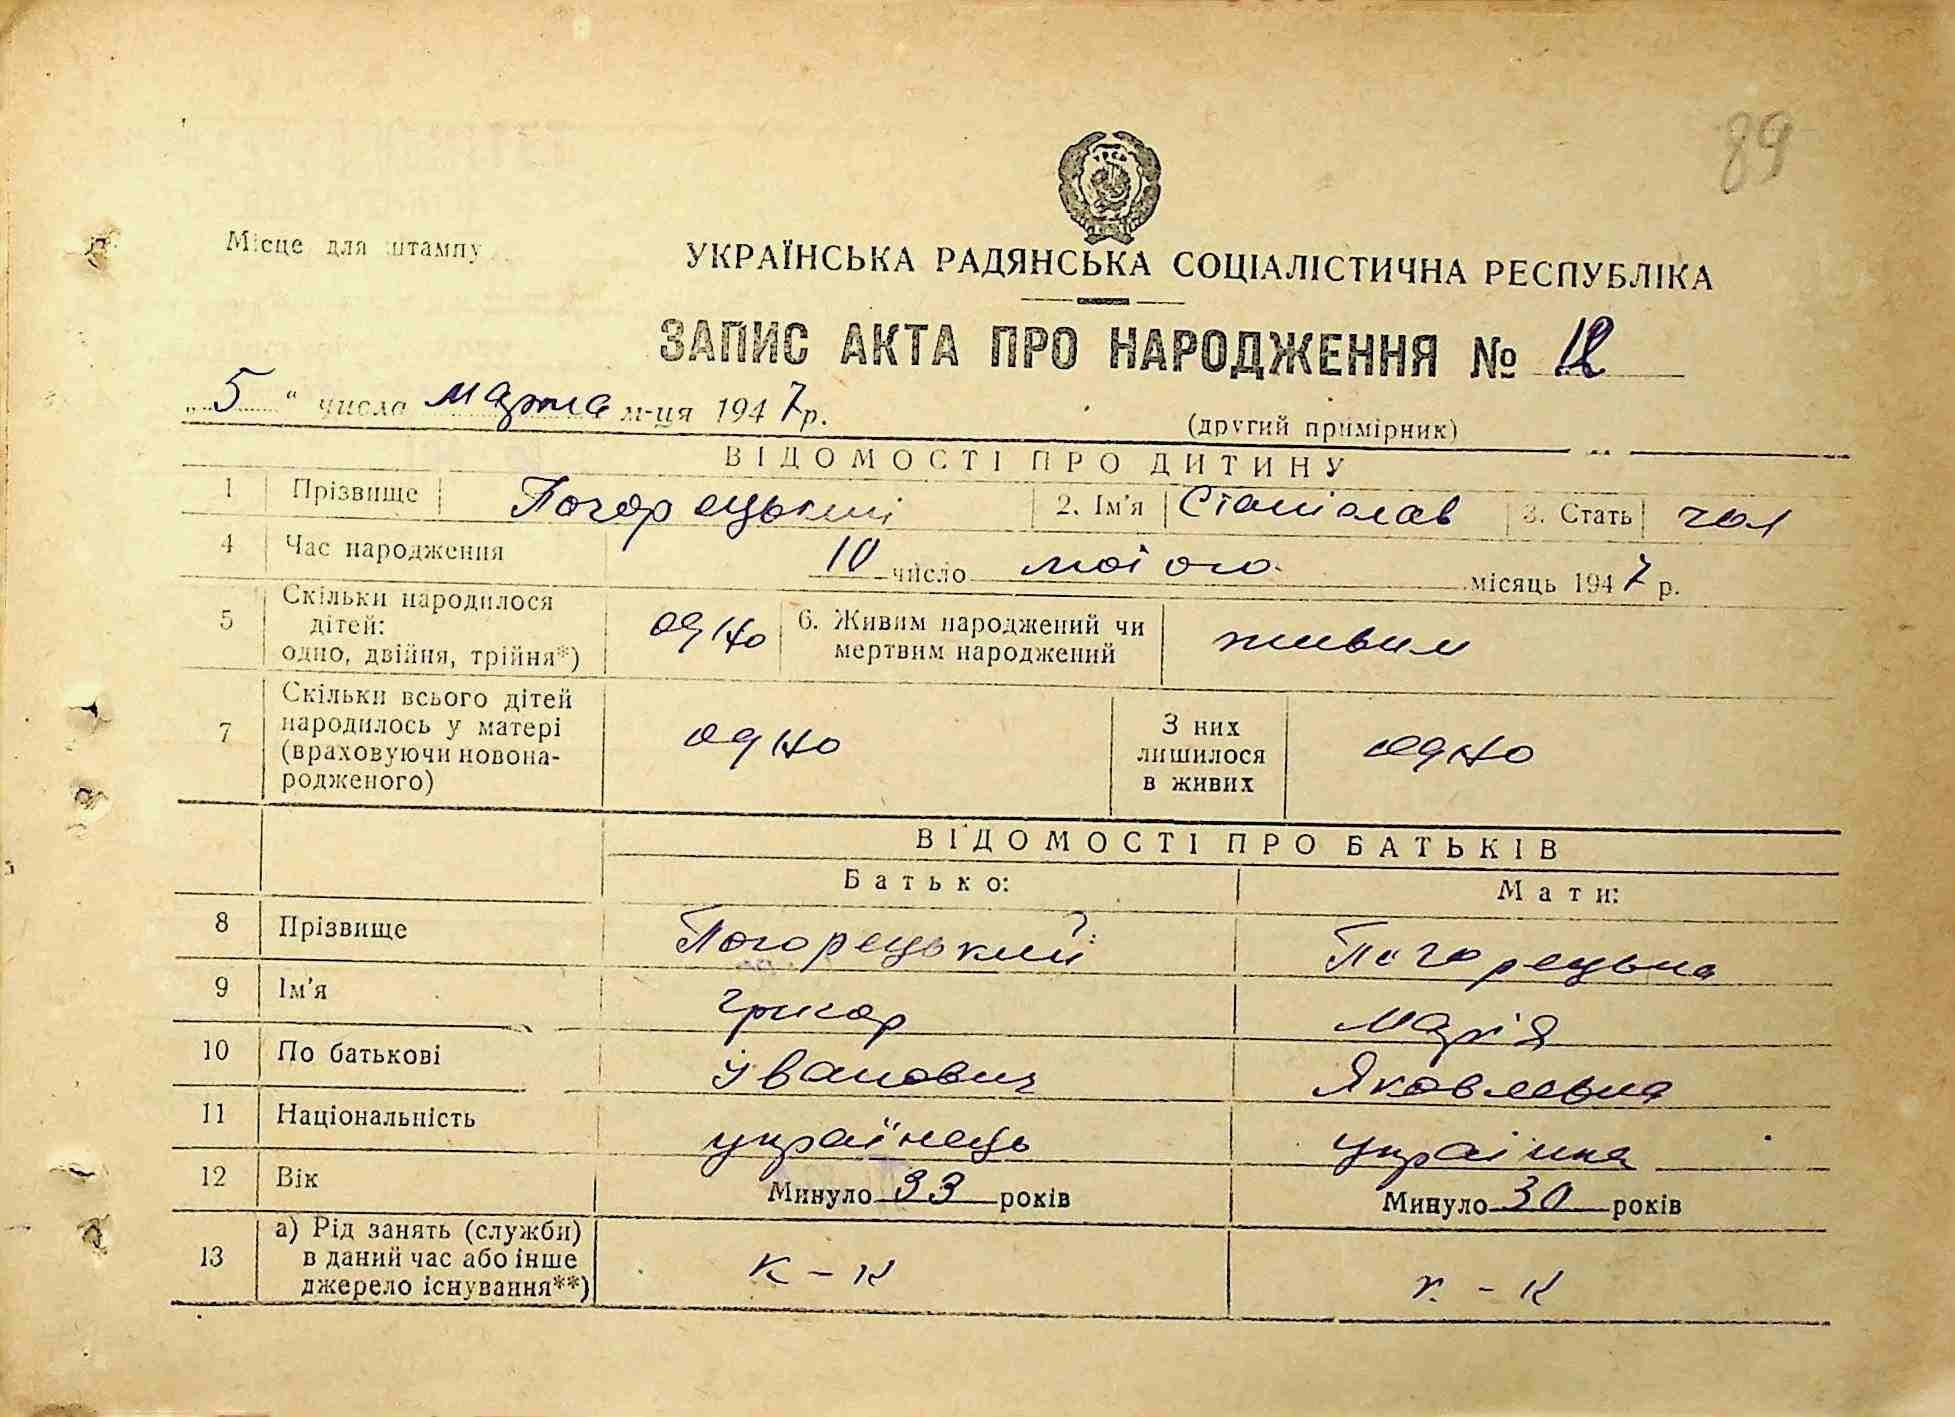 89
УРСР
Місце для штампу
УКРАЇНСЬКА РАДЯНСЬКА СОЦІАЛІСТИЧНА РЕСПУБЛІКА
ЗАПИС АКТА ПРО НАРОДЖЕННЯ № 12
„5“ числа марта м-ця 1947 р.
(другий примірник)
ВІДОМОСТІ ПРО ДИТИНУ
1 Прізвище Погорецький 2. Ім'я Станіслав 3. Стать чол
4 Час народження 10 число лютого місяць 1947 р.
5 Скільки народилося дітей: одно, двійня, трійня*) одно 6. Живим народжений чи мертвим народжений живим
7 Скільки всього дітей народилось у матері (враховуючи новонародженого) одно З них лишилося в живих одно
ВІДОМОСТІ ПРО БАТЬКІВ
Батько: Мати:
8 Прізвище Погорецький Погорецька
9 Ім'я Григор Марія
10 По батькові Іванович Яковлевна
11 Національність українець українка
12 Вік Минуло 33 років Минуло 30 років
13 а) Рід занять (служби) в даний час або інше джерело існування**) к-к к-к